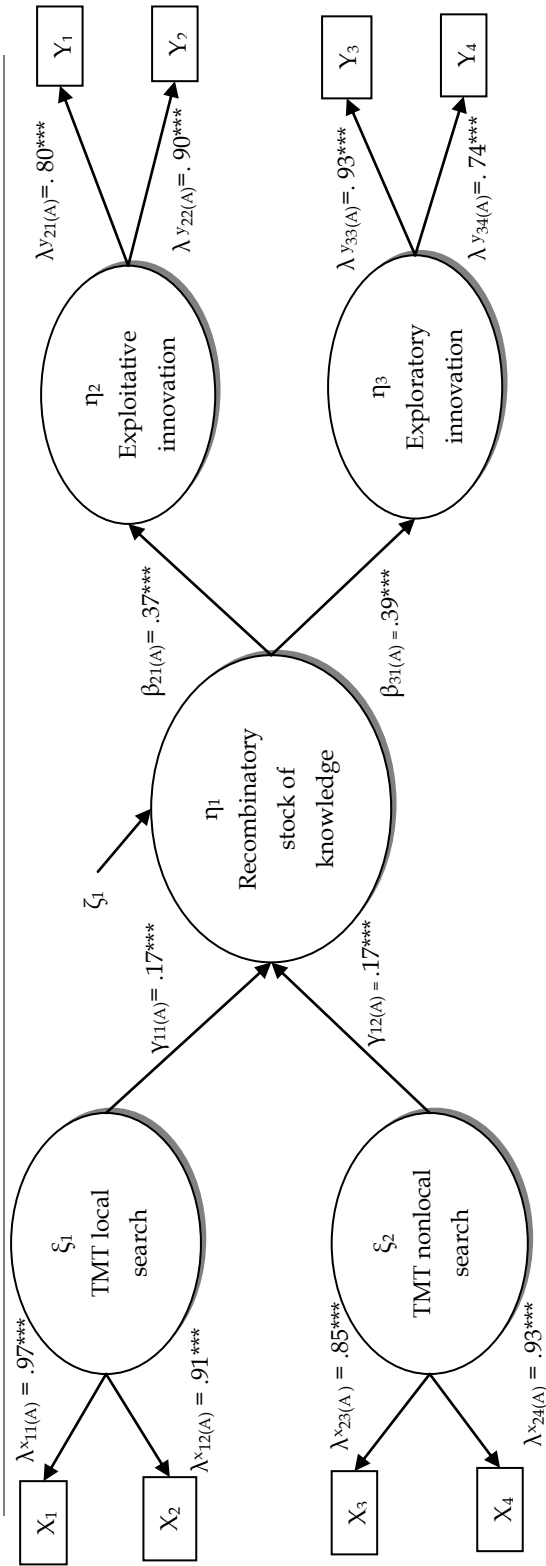 X₁
X₂
λˣ₁₁₍A₎ = .97***
λˣ₁₂₍A₎ = .91***
ξ₁
TMT local
search
X₃
X₄
λˣ₂₃₍A₎ = .85***
λˣ₂₄₍A₎ = .93***
ξ₂
TMT nonlocal
search
γ₁₁₍A₎= .17***
γ₁₂₍A₎ = .17***
ζ₁
η₁
Recombinatory
stock of
knowledge
β₂₁₍A₎= .37***
β₃₁₍A₎ = .39***
η₂
Exploitative
innovation
λʸ₂₁₍A₎=. 80***
λʸ₂₂₍A₎=. 90***
Y₁
Y₂
η₃
Exploratory
innovation
λʸ₃₃₍A₎=. 93***
λʸ₃₄₍A₎=. 74***
Y₃
Y₄